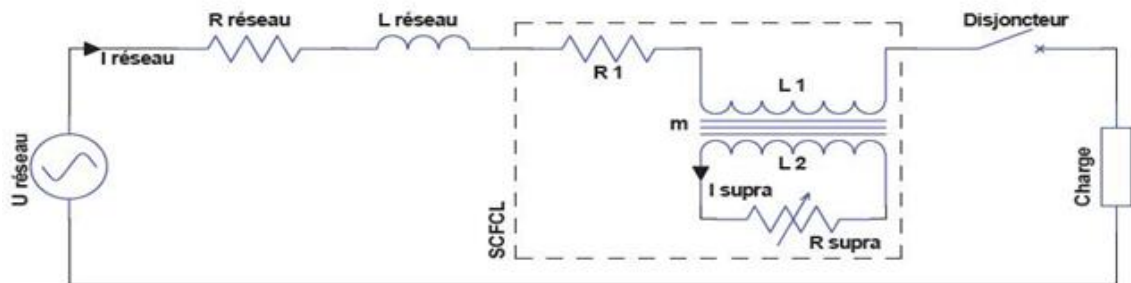 R réseau
L réseau
Disjoncteur
I réseau
R 1
L 1
m
L 2
I supra
R supra
U réseau
SCFCL
Charge